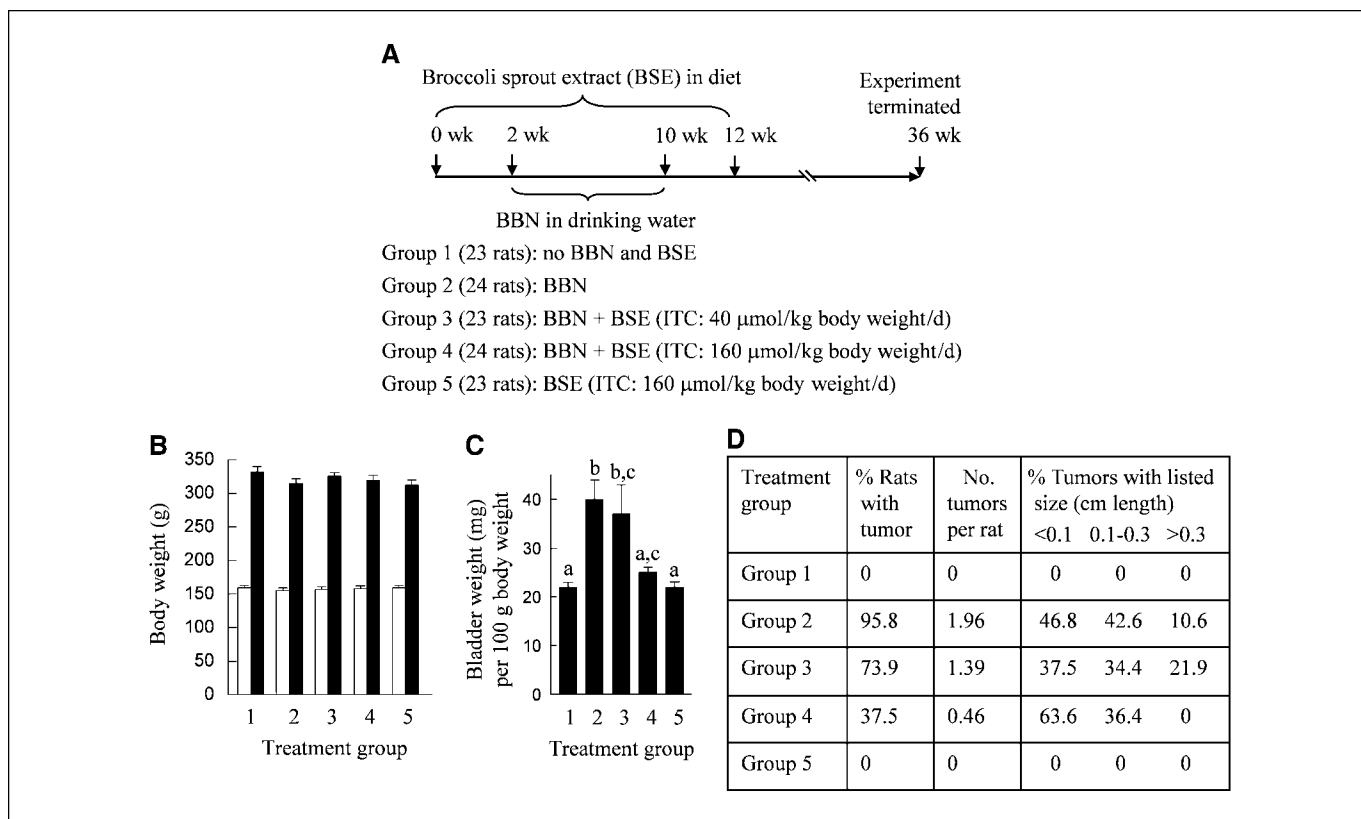 A
Broccoli sprout extract (BSE) in diet
Experiment
terminated
0 wk 2 wk 10 wk 12 wk 36 wk
BBN in drinking water
Group 1 (23 rats): no BBN and BSE
Group 2 (24 rats): BBN
Group 3 (23 rats): BBN + BSE (ITC: 40 μmol/kg body weight/d)
Group 4 (24 rats): BBN + BSE (ITC: 160 μmol/kg body weight/d)
Group 5 (23 rats): BSE (ITC: 160 μmol/kg body weight/d)
B
Body weight (g)
350
300
250
200
150
100
50
0
1 2 3 4 5
Treatment group
C
Bladder weight (mg)
per 100 g body weight
40
30
20
10
0
a b b,c a,c a
1 2 3 4 5
Treatment group
D
Treatment group % Rats with tumor No. tumors per rat % Tumors with listed size (cm length)
<0.1 0.1-0.3 >0.3
Group 1 0 0 0 0 0
Group 2 95.8 1.96 46.8 42.6 10.6
Group 3 73.9 1.39 37.5 34.4 21.9
Group 4 37.5 0.46 63.6 36.4 0
Group 5 0 0 0 0 0